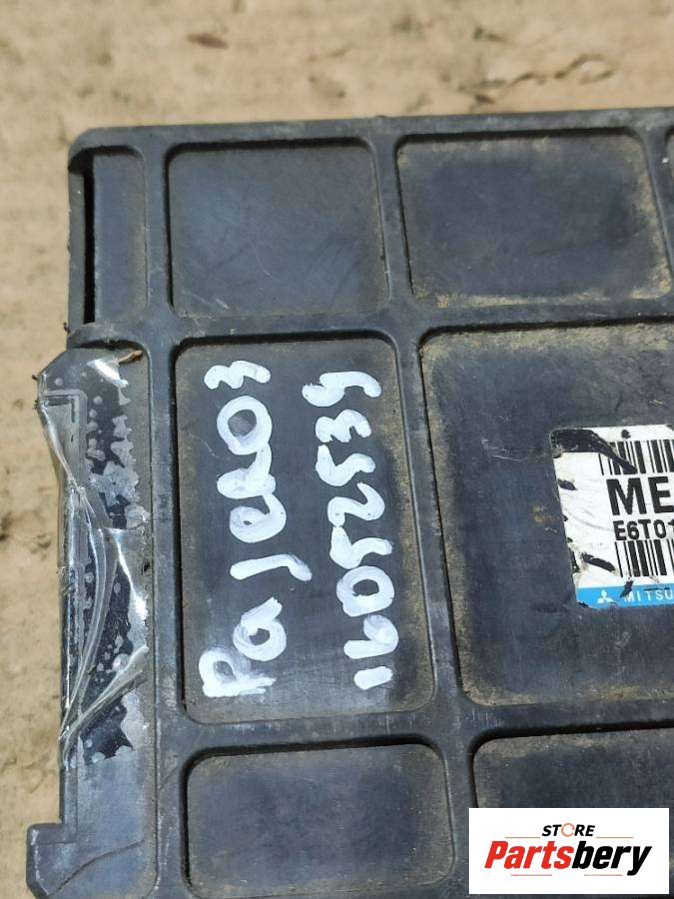 Pajero3
16052539
ME
E6T01
MITSU
STORE
Partsbery